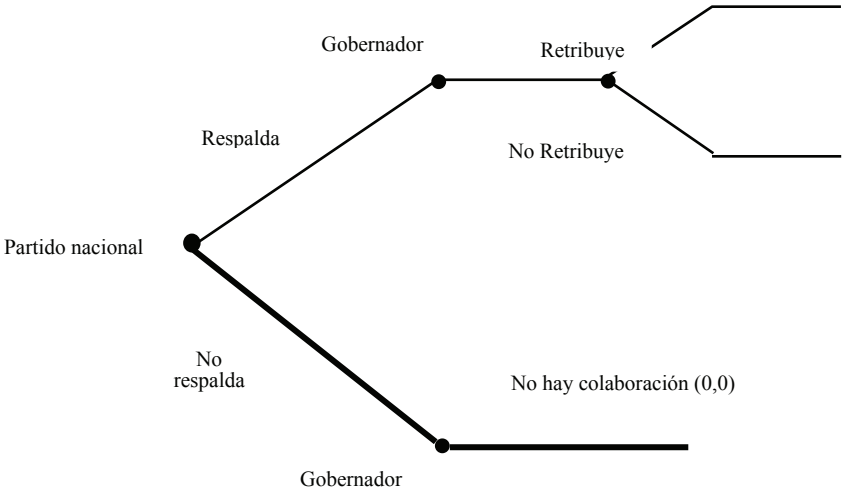 Gobernador
Retribuye
Respalda
No Retribuye
Partido nacional
No
respalda
No hay colaboración (0,0)
Gobernador